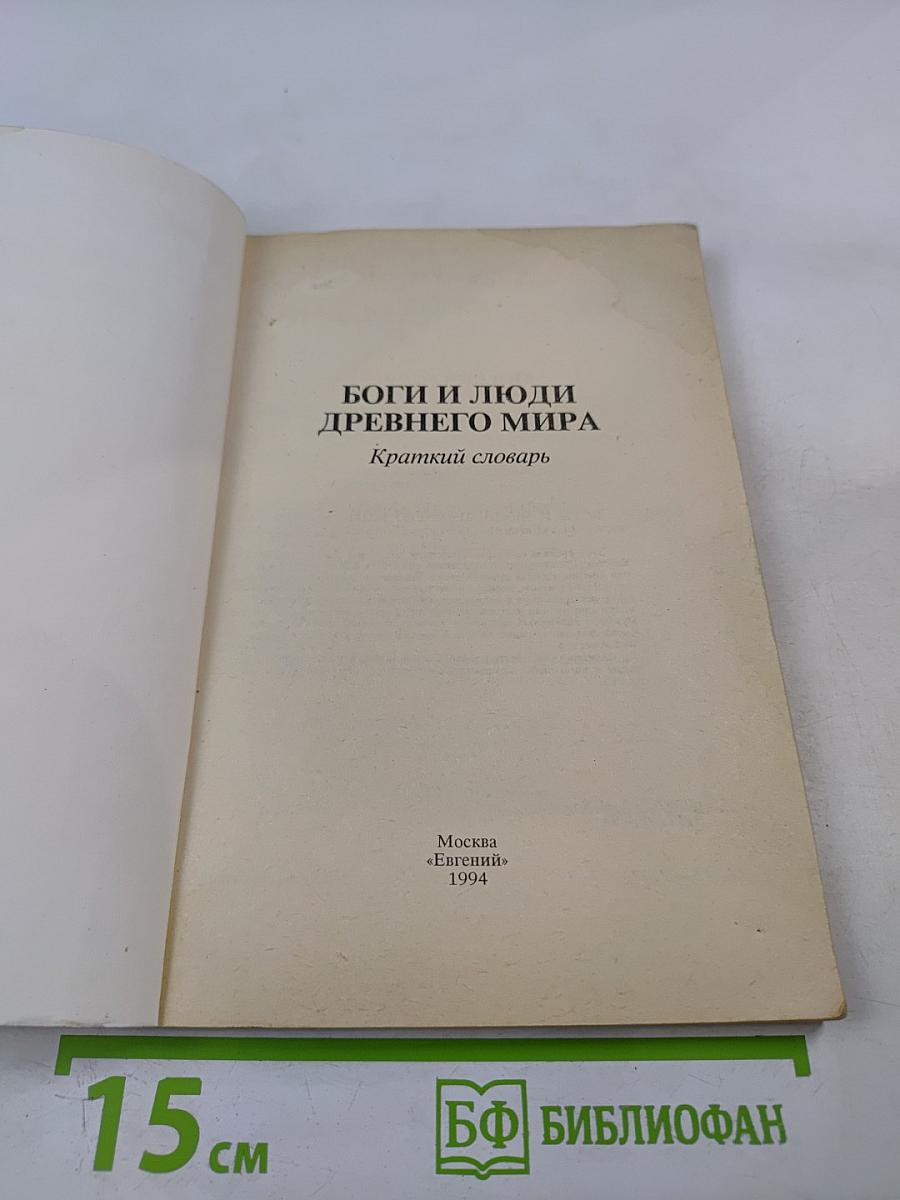 БОГИ И ЛЮДИ
ДРЕВНЕГО МИРА
Краткий словарь
Москва
«Евгений»
1994
15 см
БФ БИБЛИОФАН